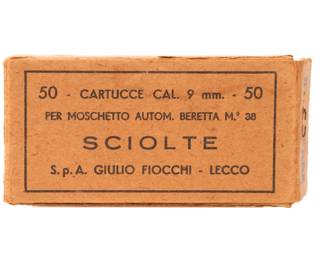 50 - CARTUCCE CAL. 9 mm. - 50
PER MOSCHETTO AUTOM. BERETTA M.° 38
SCIOLTE
S.p.A. GIULIO FIOCCHI - LECCO